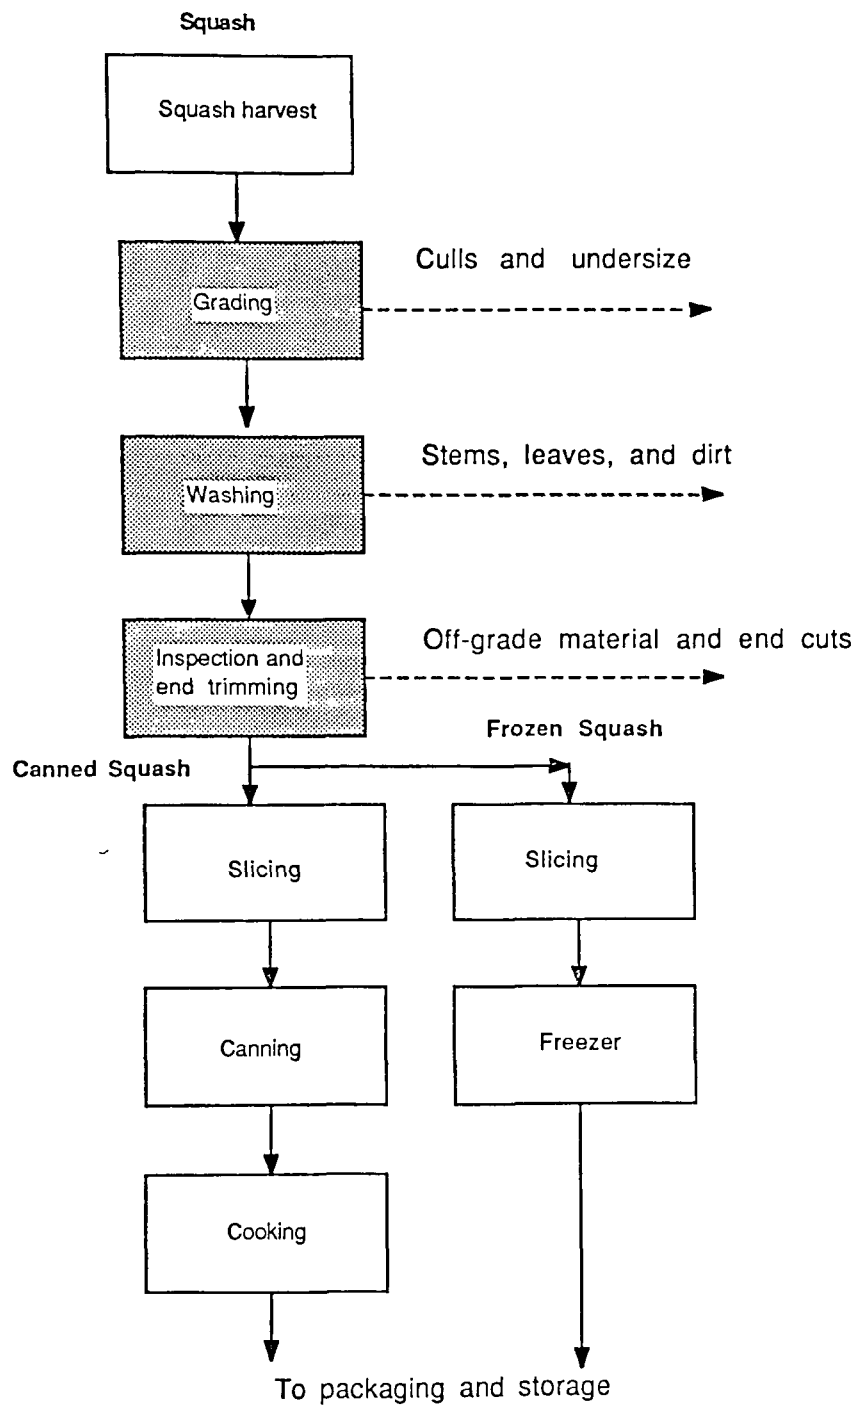 Squash
Squash harvest
Culls and undersize
Grading
Stems, leaves, and dirt
Washing
Off-grade material and end cuts
Inspection and
end trimming
Frozen Squash
Canned Squash
Slicing
Slicing
Canning
Freezer
Cooking
To packaging and storage